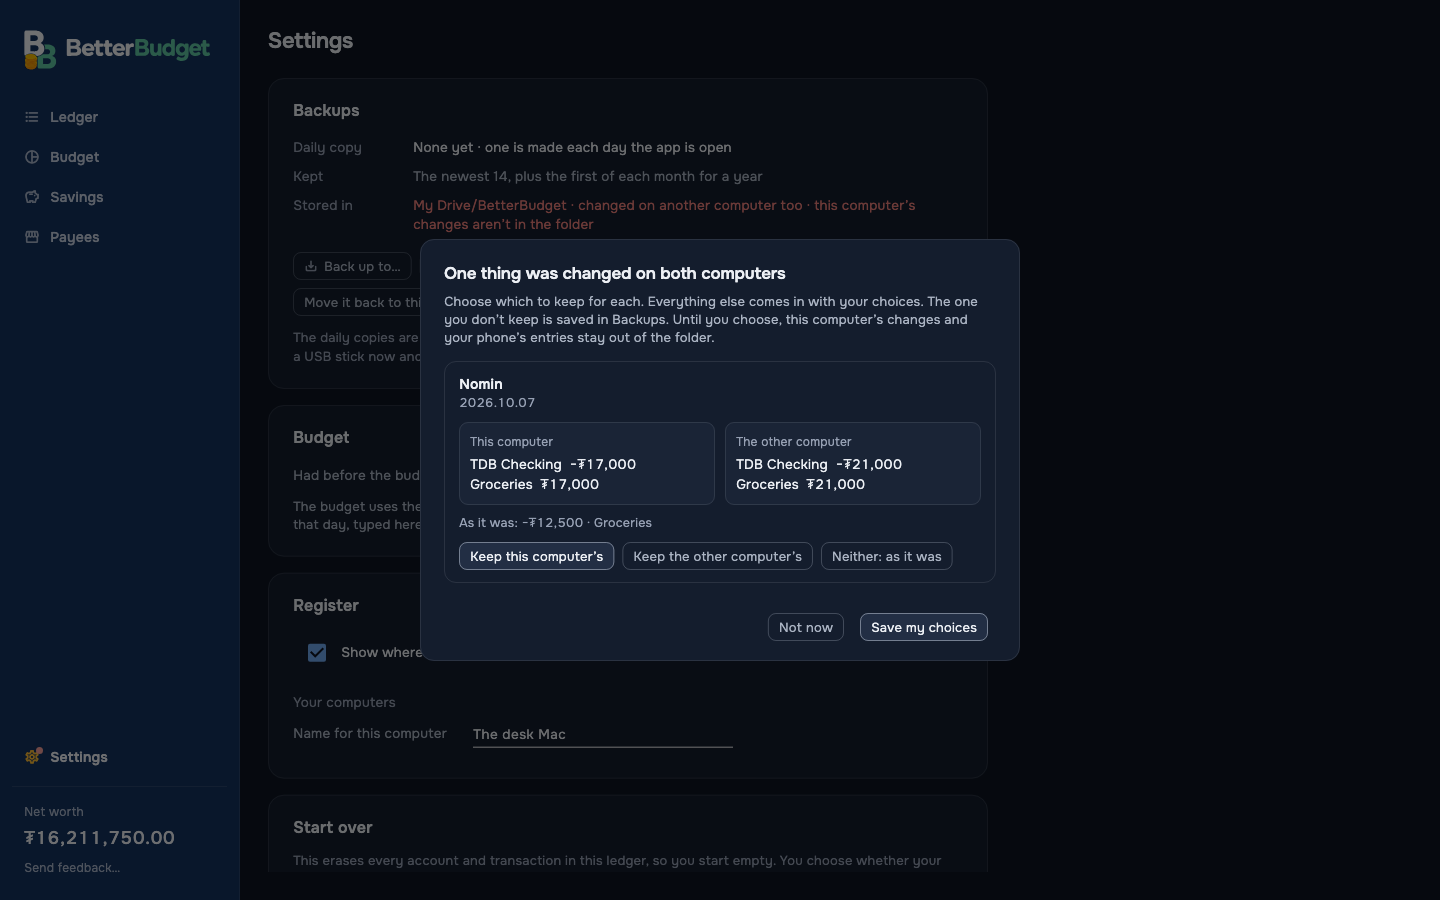 BB BetterBudget
Ledger
Budget
Savings
Payees
Settings
Net worth
₮16,211,750.00
Send feedback…
Settings
Backups
Daily copy None yet · one is made each day the app is open
Kept The newest 14, plus the first of each month for a year
Stored in My Drive/BetterBudget · changed on another computer too · this computer’s
changes aren’t in the folder
Back up to…
Move it back to thi
The daily copies are
a USB stick now and
Budget
Had before the bud
The budget uses the
that day, typed here
Register
Show where
Your computers
Name for this computer The desk Mac
Start over
This erases every account and transaction in this ledger, so you start empty. You choose whether your
One thing was changed on both computers
Choose which to keep for each. Everything else comes in with your choices. The one
you don’t keep is saved in Backups. Until you choose, this computer’s changes and
your phone’s entries stay out of the folder.
Nomin
2026.10.07
This computer
TDB Checking -₮17,000
Groceries ₮17,000
The other computer
TDB Checking -₮21,000
Groceries ₮21,000
As it was: -₮12,500 · Groceries
Keep this computer’s
Keep the other computer’s
Neither: as it was
Not now
Save my choices